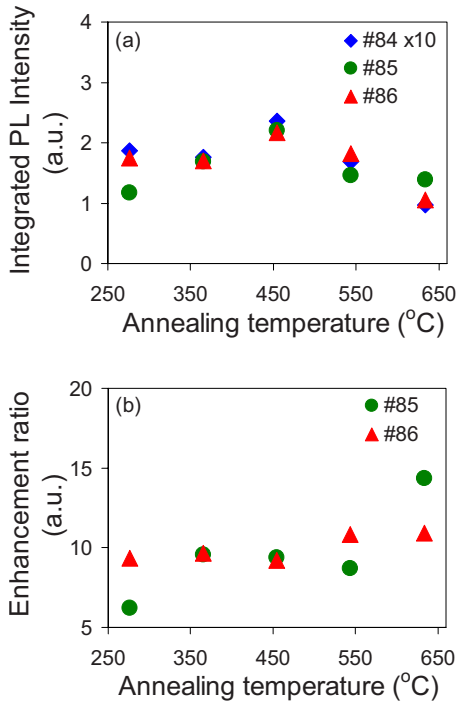 (a)
#84 x10
#85
#86
Integrated PL Intensity
(a.u.)
4
3
2
1
0
250 350 450 550 650
Annealing temperature (°C)
(b)
#85
#86
Enhancement ratio
(a.u.)
20
15
10
5
250 350 450 550 650
Annealing temperature (°C)